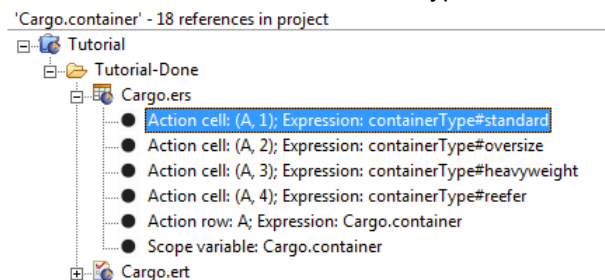 'Cargo.container' - 18 references in project
Tutorial
Tutorial-Done
Cargo.ers
Action cell: (A, 1); Expression: containerType#standard
Action cell: (A, 2); Expression: containerType#oversize
Action cell: (A, 3); Expression: containerType#heavyweight
Action cell: (A, 4); Expression: containerType#reefer
Action row: A; Expression: Cargo.container
Scope variable: Cargo.container
Cargo.ert